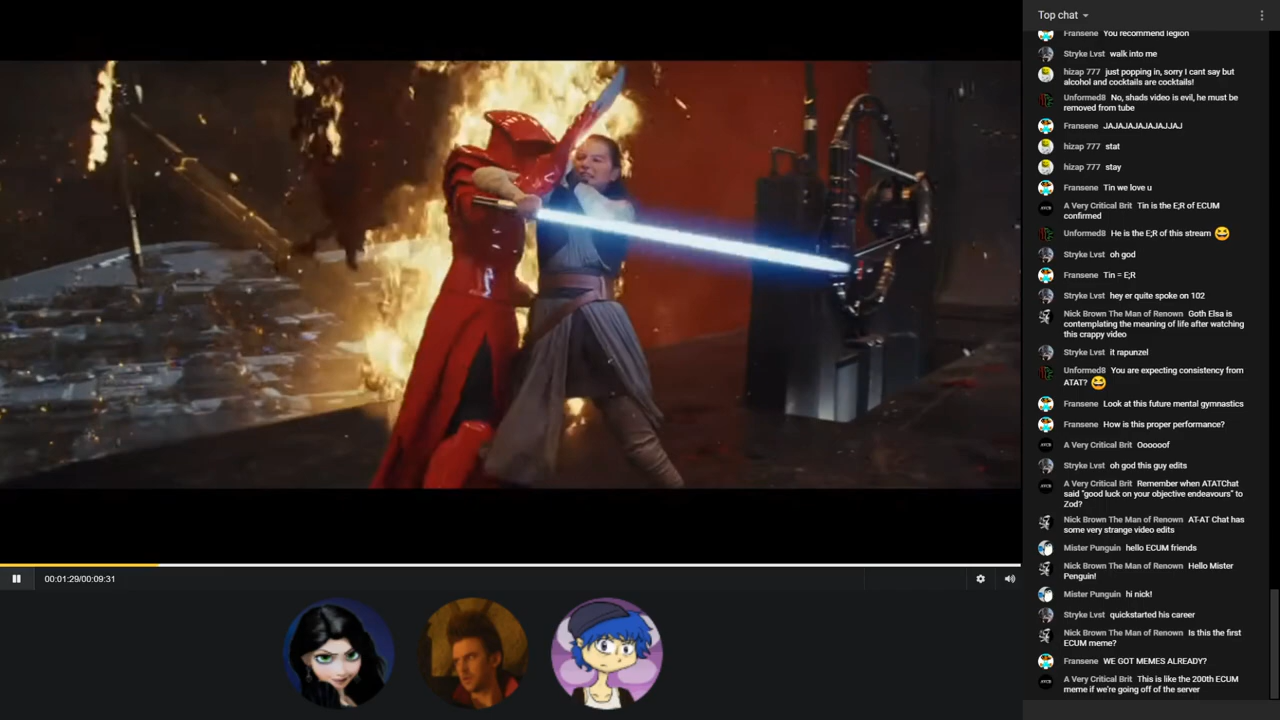 Top chat
Fransene You recommend legion
Stryke Lvst walk into me
hizap 777 just popping in, sorry I cant say but
alcohol and cocktails are cocktails!
Unformed8 No, shads video is evil, he must be
removed from tube
Fransene JAJAJAJAJAJAJJAJ
hizap 777 stat
hizap 777 stay
Fransene Tin we love u
A Very Critical Brit Tin is the E;R of ECUM
confirmed
Unformed8 He is the E;R of this stream 😆
Stryke Lvst oh god
Fransene Tin = E;R
Stryke Lvst hey er quite spoke on 102
Nick Brown The Man of Renown Goth Elsa is
contemplating the meaning of life after watching
this crappy video
Stryke Lvst it rapunzel
Unformed8 You are expecting consistency from
ATAT? 😆
Fransene Look at this future mental gymnastics
Fransene How is this proper performance?
A Very Critical Brit Oooooof
Stryke Lvst oh god this guy edits
A Very Critical Brit Remember when ATATChat
said "good luck on your objective endeavours" to
Zod?
Nick Brown The Man of Renown AT-AT Chat has
some very strange video edits
Mister Punguin hello ECUM friends
Nick Brown The Man of Renown Hello Mister
Penguin!
Mister Punguin hi nick!
Stryke Lvst quickstarted his career
Nick Brown The Man of Renown Is this the first
ECUM meme?
Fransene WE GOT MEMES ALREADY?
A Very Critical Brit This is like the 200th ECUM
meme if we're going off of the server
00:01:29/00:09:31